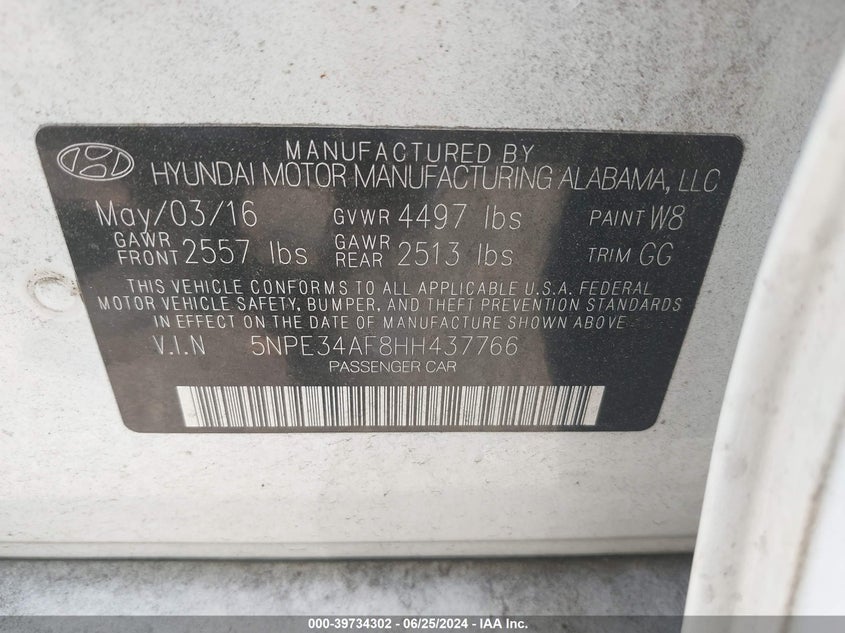 MANUFACTURED BY
HYUNDAI MOTOR MANUFACTURING ALABAMA, LLC
May/03/16 GVWR 4497 lbs PAINT W8
GAWR FRONT 2557 lbs GAWR REAR 2513 lbs TRIM GG
THIS VEHICLE CONFORMS TO ALL APPLICABLE U.S.A. FEDERAL
MOTOR VEHICLE SAFETY, BUMPER, AND THEFT PREVENTION STANDARDS
IN EFFECT ON THE DATE OF MANUFACTURE SHOWN ABOVE
V.I.N 5NPE34AF8HH437766
PASSENGER CAR
000-39734302 - 06/25/2024 - IAA Inc.